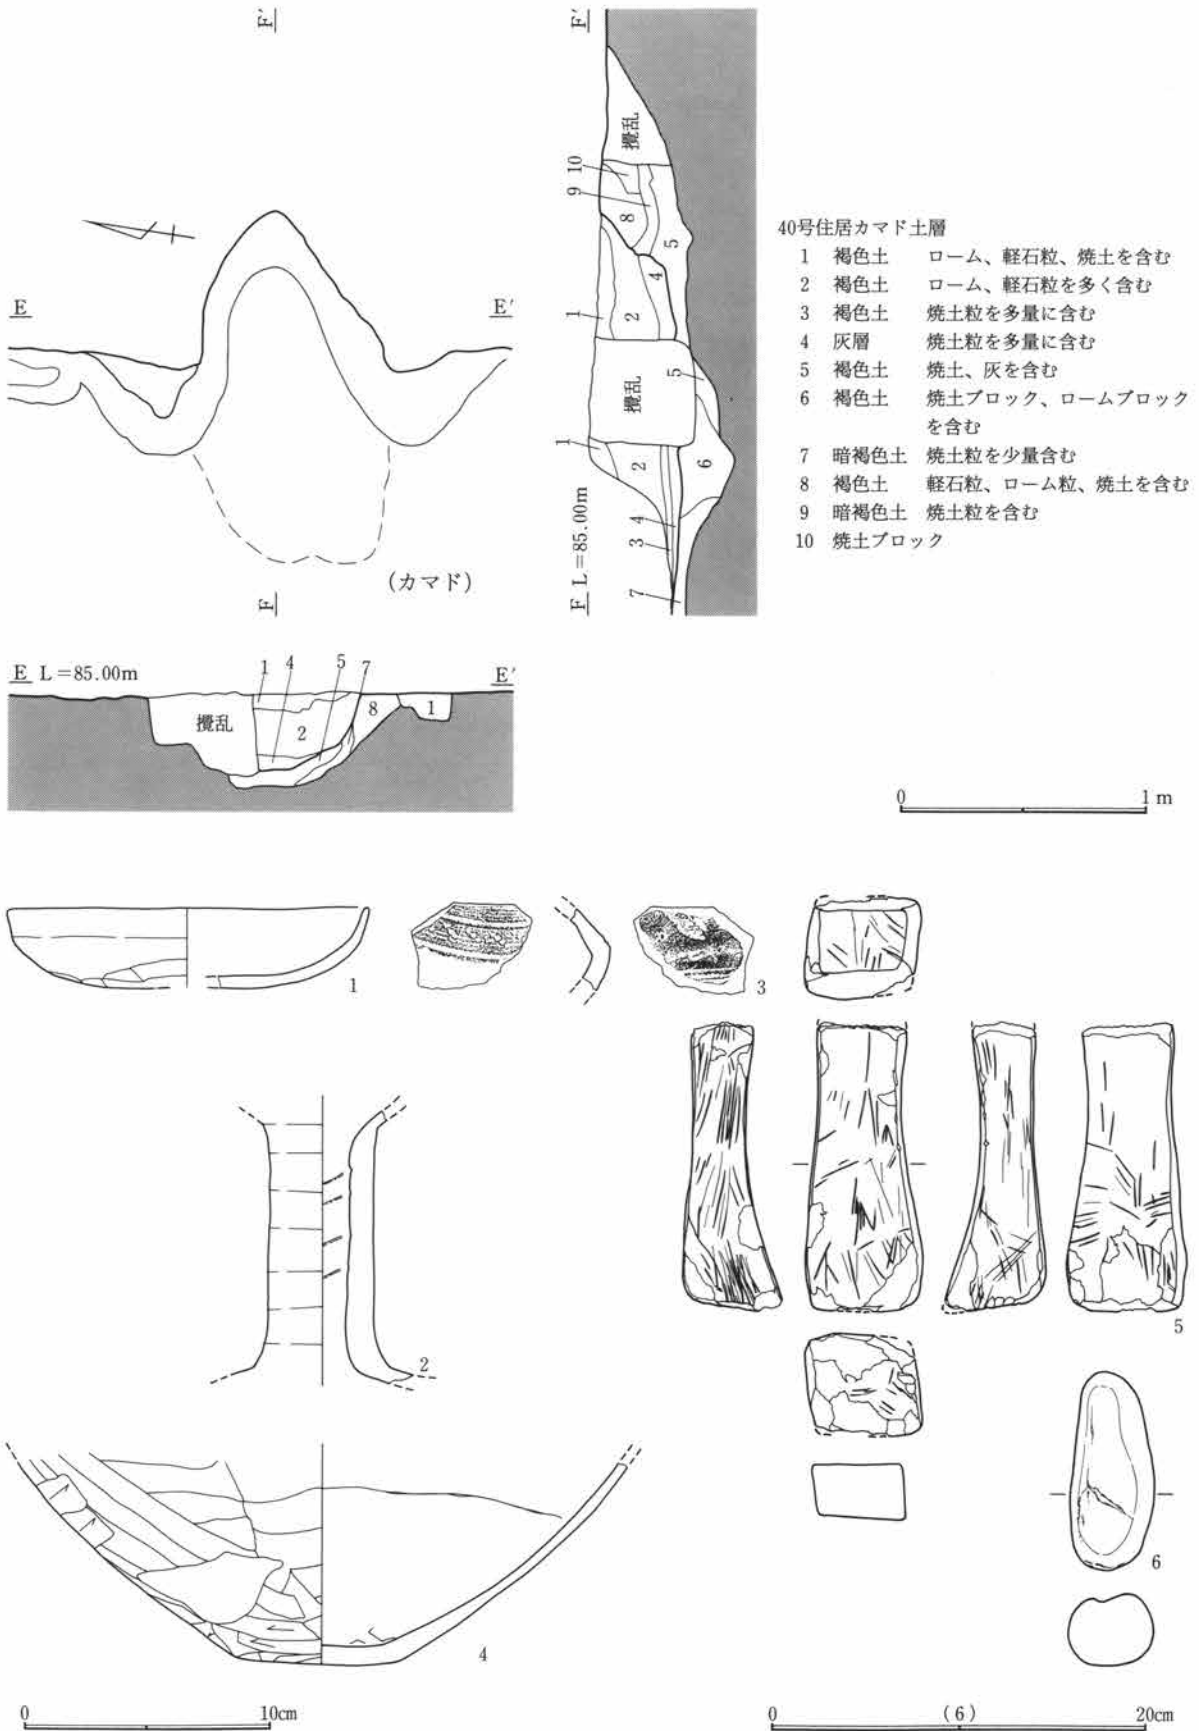 F'
F'
攪乱
10
9
8
5
4
1
2
5
攪乱
1
2
6
4
3
7
F L=85.00m
E
E'
(カマド)
F
40号住居カマド土層
1 褐色土 ローム、軽石粒、焼土を含む
2 褐色土 ローム、軽石粒を多く含む
3 褐色土 焼土粒を多量に含む
4 灰層 焼土粒を多量に含む
5 褐色土 焼土、灰を含む
6 褐色土 焼土ブロック、ロームブロック
を含む
7 暗褐色土 焼土粒を少量含む
8 褐色土 軽石粒、ローム粒、焼土を含む
9 暗褐色土 焼土粒を含む
10 焼土ブロック
E L=85.00m
1 4 5 7
E'
攪乱
2
8
1
0 1m
1
3
2
5
4
6
0 10cm
0 (6) 20cm